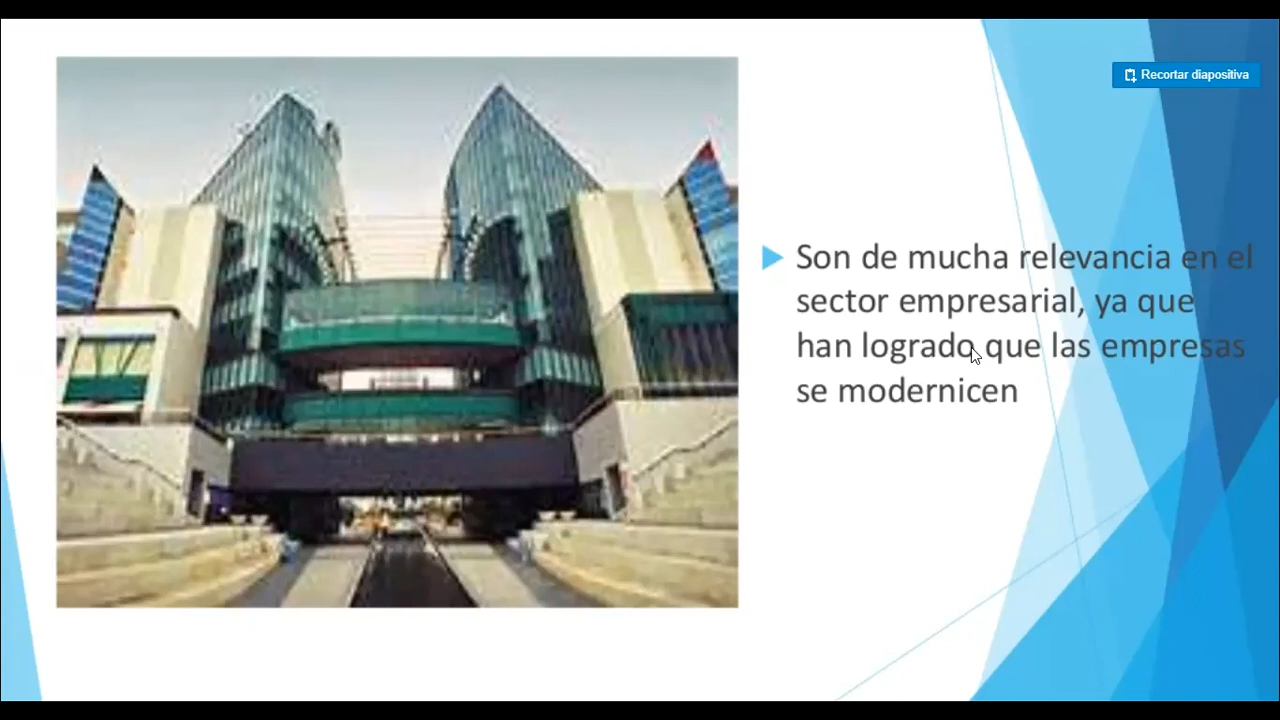 Recortar diapositiva
Son de mucha relevancia en el
sector empresarial, ya que
han logrado que las empresas
se modernicen